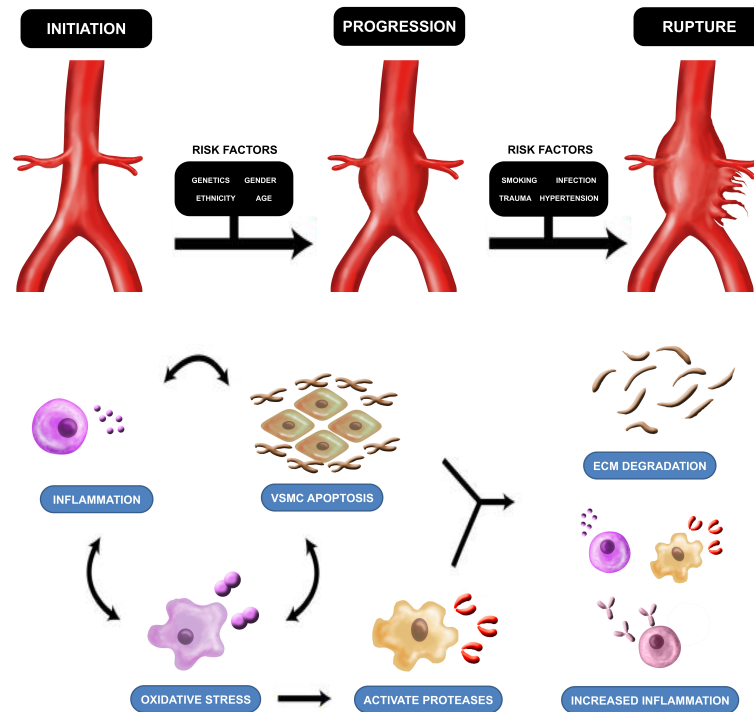 INITIATION
PROGRESSION
RUPTURE
RISK FACTORS
GENETICS GENDER
ETHNICITY AGE
RISK FACTORS
SMOKING INFECTION
TRAUMA HYPERTENSION
INFLAMMATION
VSMC APOPTOSIS
ECM DEGRADATION
OXIDATIVE STRESS
ACTIVATE PROTEASES
INCREASED INFLAMMATION